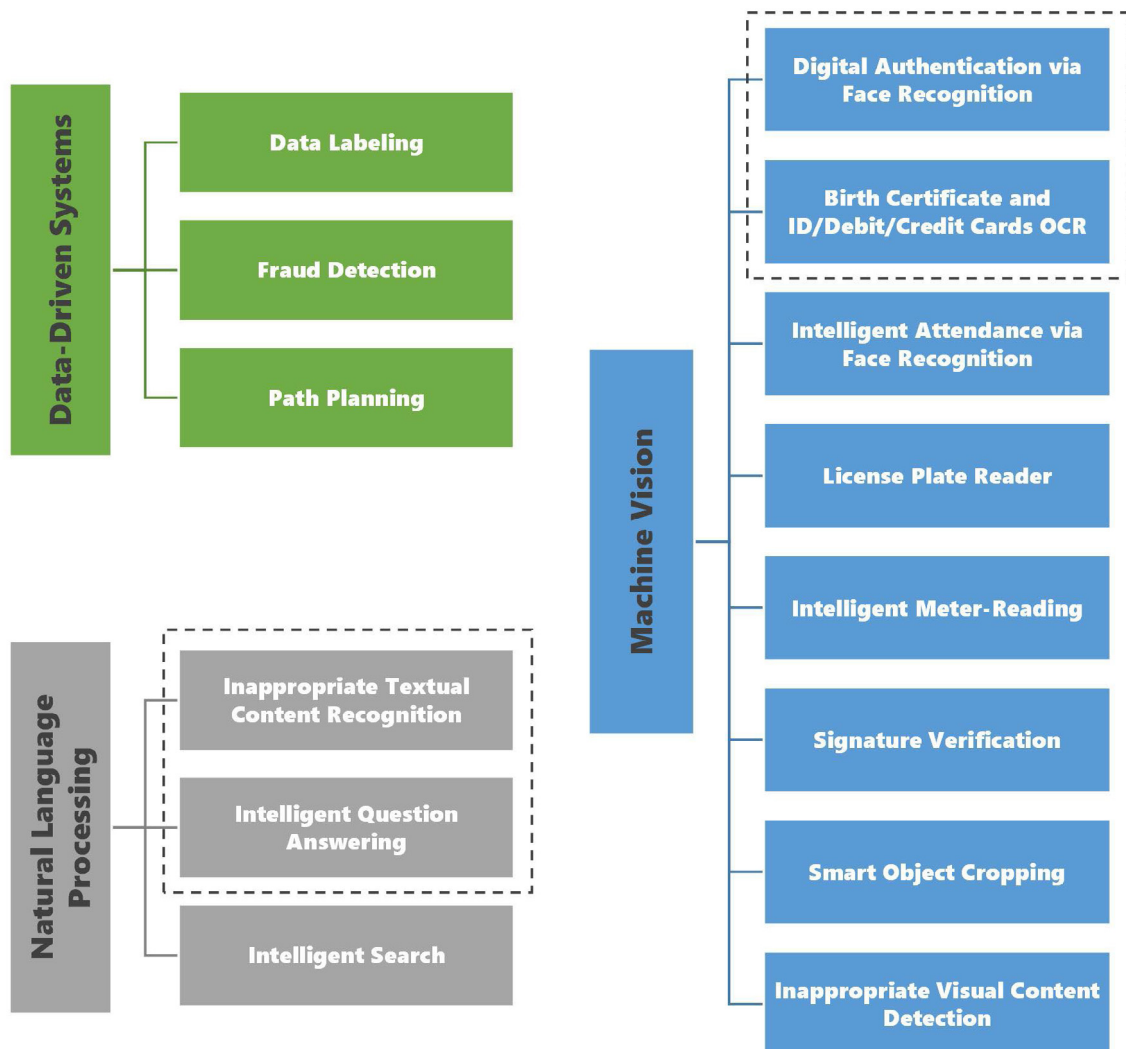 Data-Driven Systems
Data Labeling
Fraud Detection
Path Planning
Natural Language
Processing
Inappropriate Textual
Content Recognition
Intelligent Question
Answering
Intelligent Search
Machine Vision
Digital Authentication via
Face Recognition
Birth Certificate and
ID/Debit/Credit Cards OCR
Intelligent Attendance via
Face Recognition
License Plate Reader
Intelligent Meter-Reading
Signature Verification
Smart Object Cropping
Inappropriate Visual Content
Detection